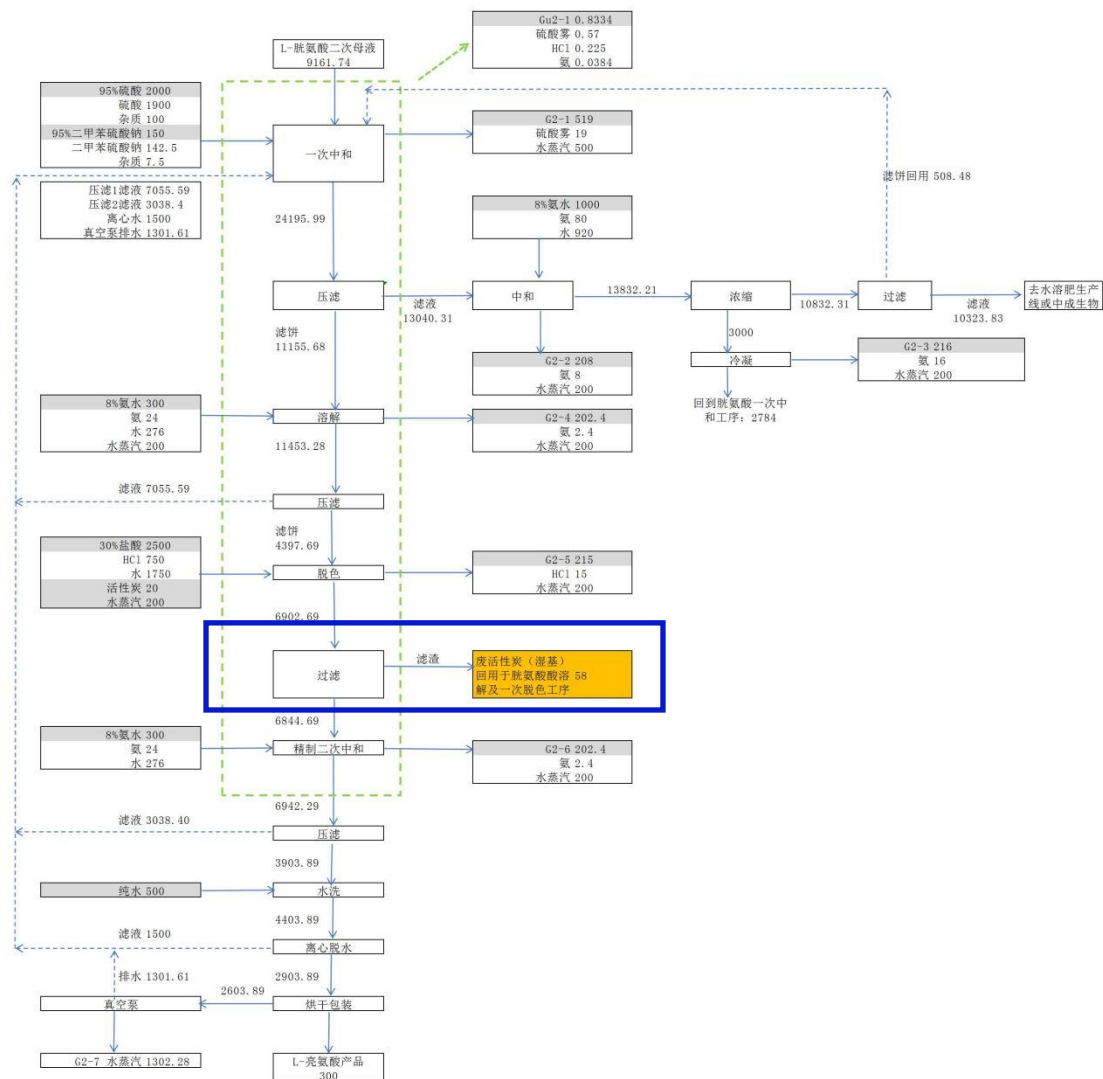 Gu2-1 0.8334
硫酸雾 0.57
HCl 0.225
氨 0.0384
L-胱氨酸二次母液
9161.74
95%硫酸 2000
硫酸 1900
杂质 100
95%二甲苯硫酸钠 150
二甲苯硫酸钠 142.5
杂质 7.5
一次中和
G2-1 519
硫酸雾 19
水蒸汽 500
滤饼回用 508.48
压滤1滤液 7055.59
压滤2滤液 3038.4
离心水 1500
真空泵排水 1301.61
24195.99
8%氨水 1000
氨 80
水 920
压滤
滤液
13040.31
中和
13832.21
浓缩
10832.31
过滤
滤液
10323.83
去水溶肥生产
线或中成生物
滤饼
11155.68
3000
G2-2 208
氨 8
水蒸汽 200
冷凝
G2-3 216
氨 16
水蒸汽 200
回到胱氨酸一次中
和工序：2784
8%氨水 300
氨 24
水 276
水蒸汽 200
溶解
G2-4 202.4
氨 2.4
水蒸汽 200
11453.28
滤液 7055.59
压滤
滤饼
4397.69
30%盐酸 2500
HCl 750
水 1750
活性炭 20
水蒸汽 200
脱色
G2-5 215
HCl 15
水蒸汽 200
6902.69
过滤
滤渣
废活性炭（湿基）
回用于胱氨酸酸溶 58
解及一次脱色工序
6844.69
8%氨水 300
氨 24
水 276
精制二次中和
G2-6 202.4
氨 2.4
水蒸汽 200
6942.29
滤液 3038.40
压滤
3903.89
纯水 500
水洗
4403.89
滤液 1500
离心脱水
排水 1301.61
2903.89
2603.89
真空泵
烘干包装
G2-7 水蒸汽 1302.28
L-亮氨酸产品
300